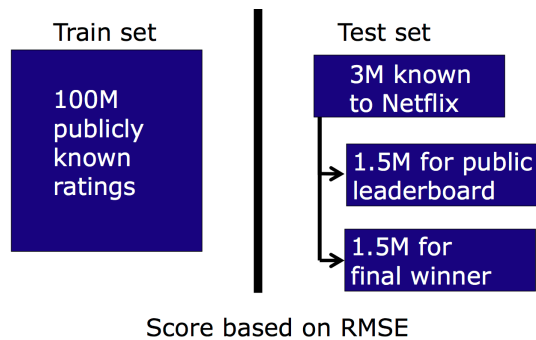 Train set
100M
publicly
known
ratings
Test set
3M known
to Netflix
1.5M for public
leaderboard
1.5M for
final winner
Score based on RMSE